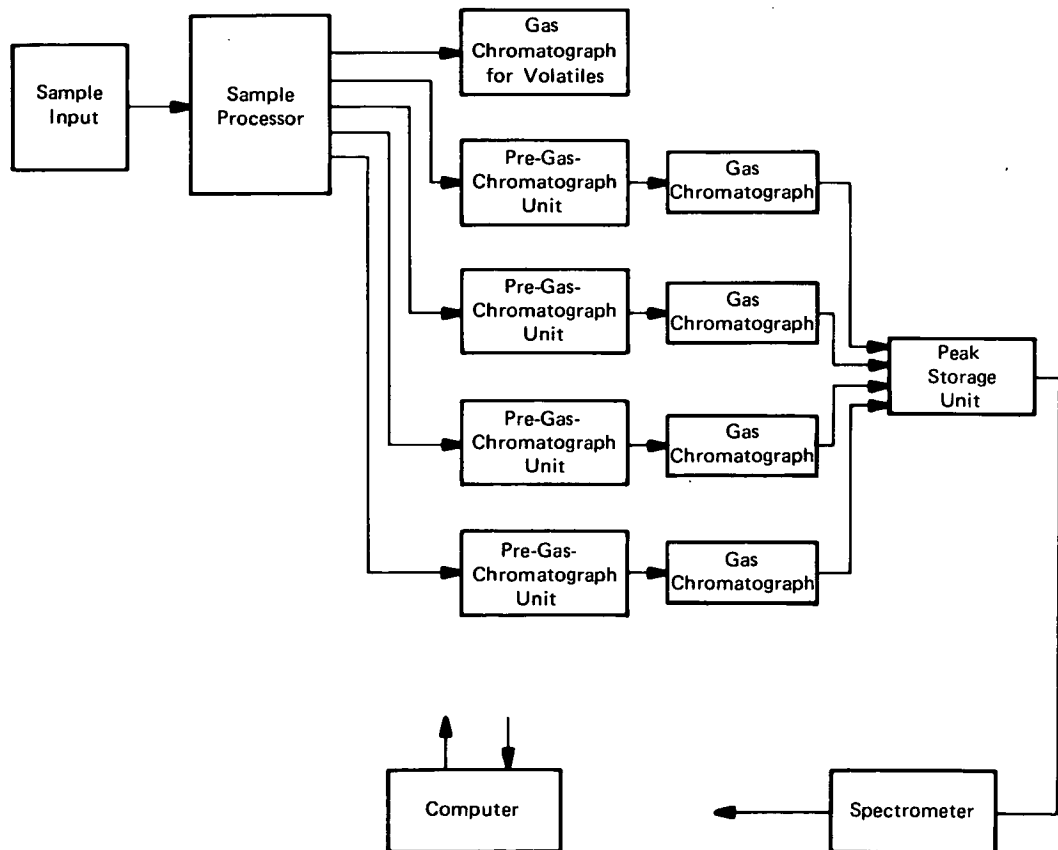 Sample
Input
Sample
Processor
Gas
Chromatograph
for Volatiles
Pre-Gas-
Chromatograph
Unit
Gas
Chromatograph
Pre-Gas-
Chromatograph
Unit
Gas
Chromatograph
Pre-Gas-
Chromatograph
Unit
Gas
Chromatograph
Pre-Gas-
Chromatograph
Unit
Gas
Chromatograph
Peak
Storage
Unit
Computer
Spectrometer